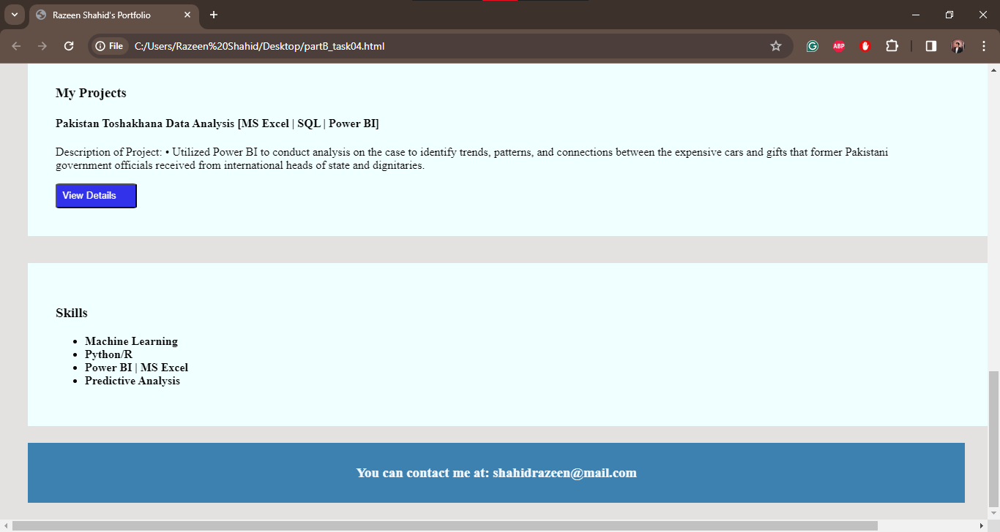 Razeen Shahid's Portfolio
File C:/Users/Razeen%20Shahid/Desktop/partB_task04.html
ABP
My Projects
Pakistan Toshakhana Data Analysis [MS Excel | SQL | Power BI]
Description of Project: • Utilized Power BI to conduct analysis on the case to identify trends, patterns, and connections between the expensive cars and gifts that former Pakistani
government officials received from international heads of state and dignitaries.
View Details
Skills
• Machine Learning
• Python/R
• Power BI | MS Excel
• Predictive Analysis
You can contact me at: shahidrazeen@mail.com